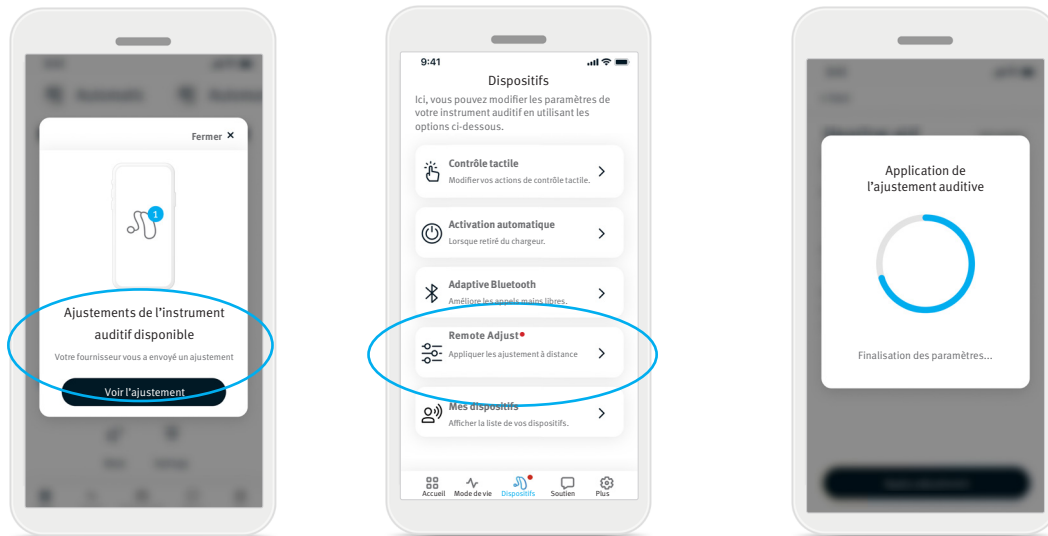 Fermer ×
1
Ajustements de l'instrument
auditif disponible
Votre fournisseur vous a envoyé un ajustement
Voir l'ajustement
9:41
Dispositifs
Ici, vous pouvez modifier les paramètres de
votre instrument auditif en utilisant les
options ci-dessous.
Contrôle tactile
Modifier vos actions de contrôle tactile.
Activation automatique
Lorsque retiré du chargeur.
Adaptive Bluetooth
Améliore les appels mains libres.
Remote Adjust
Appliquer les ajustement à distance
Mes dispositifs
Afficher la liste de vos dispositifs.
Accueil Mode de vie Dispositifs Soutien Plus
Application de
l'ajustement auditive
Finalisation des paramètres...